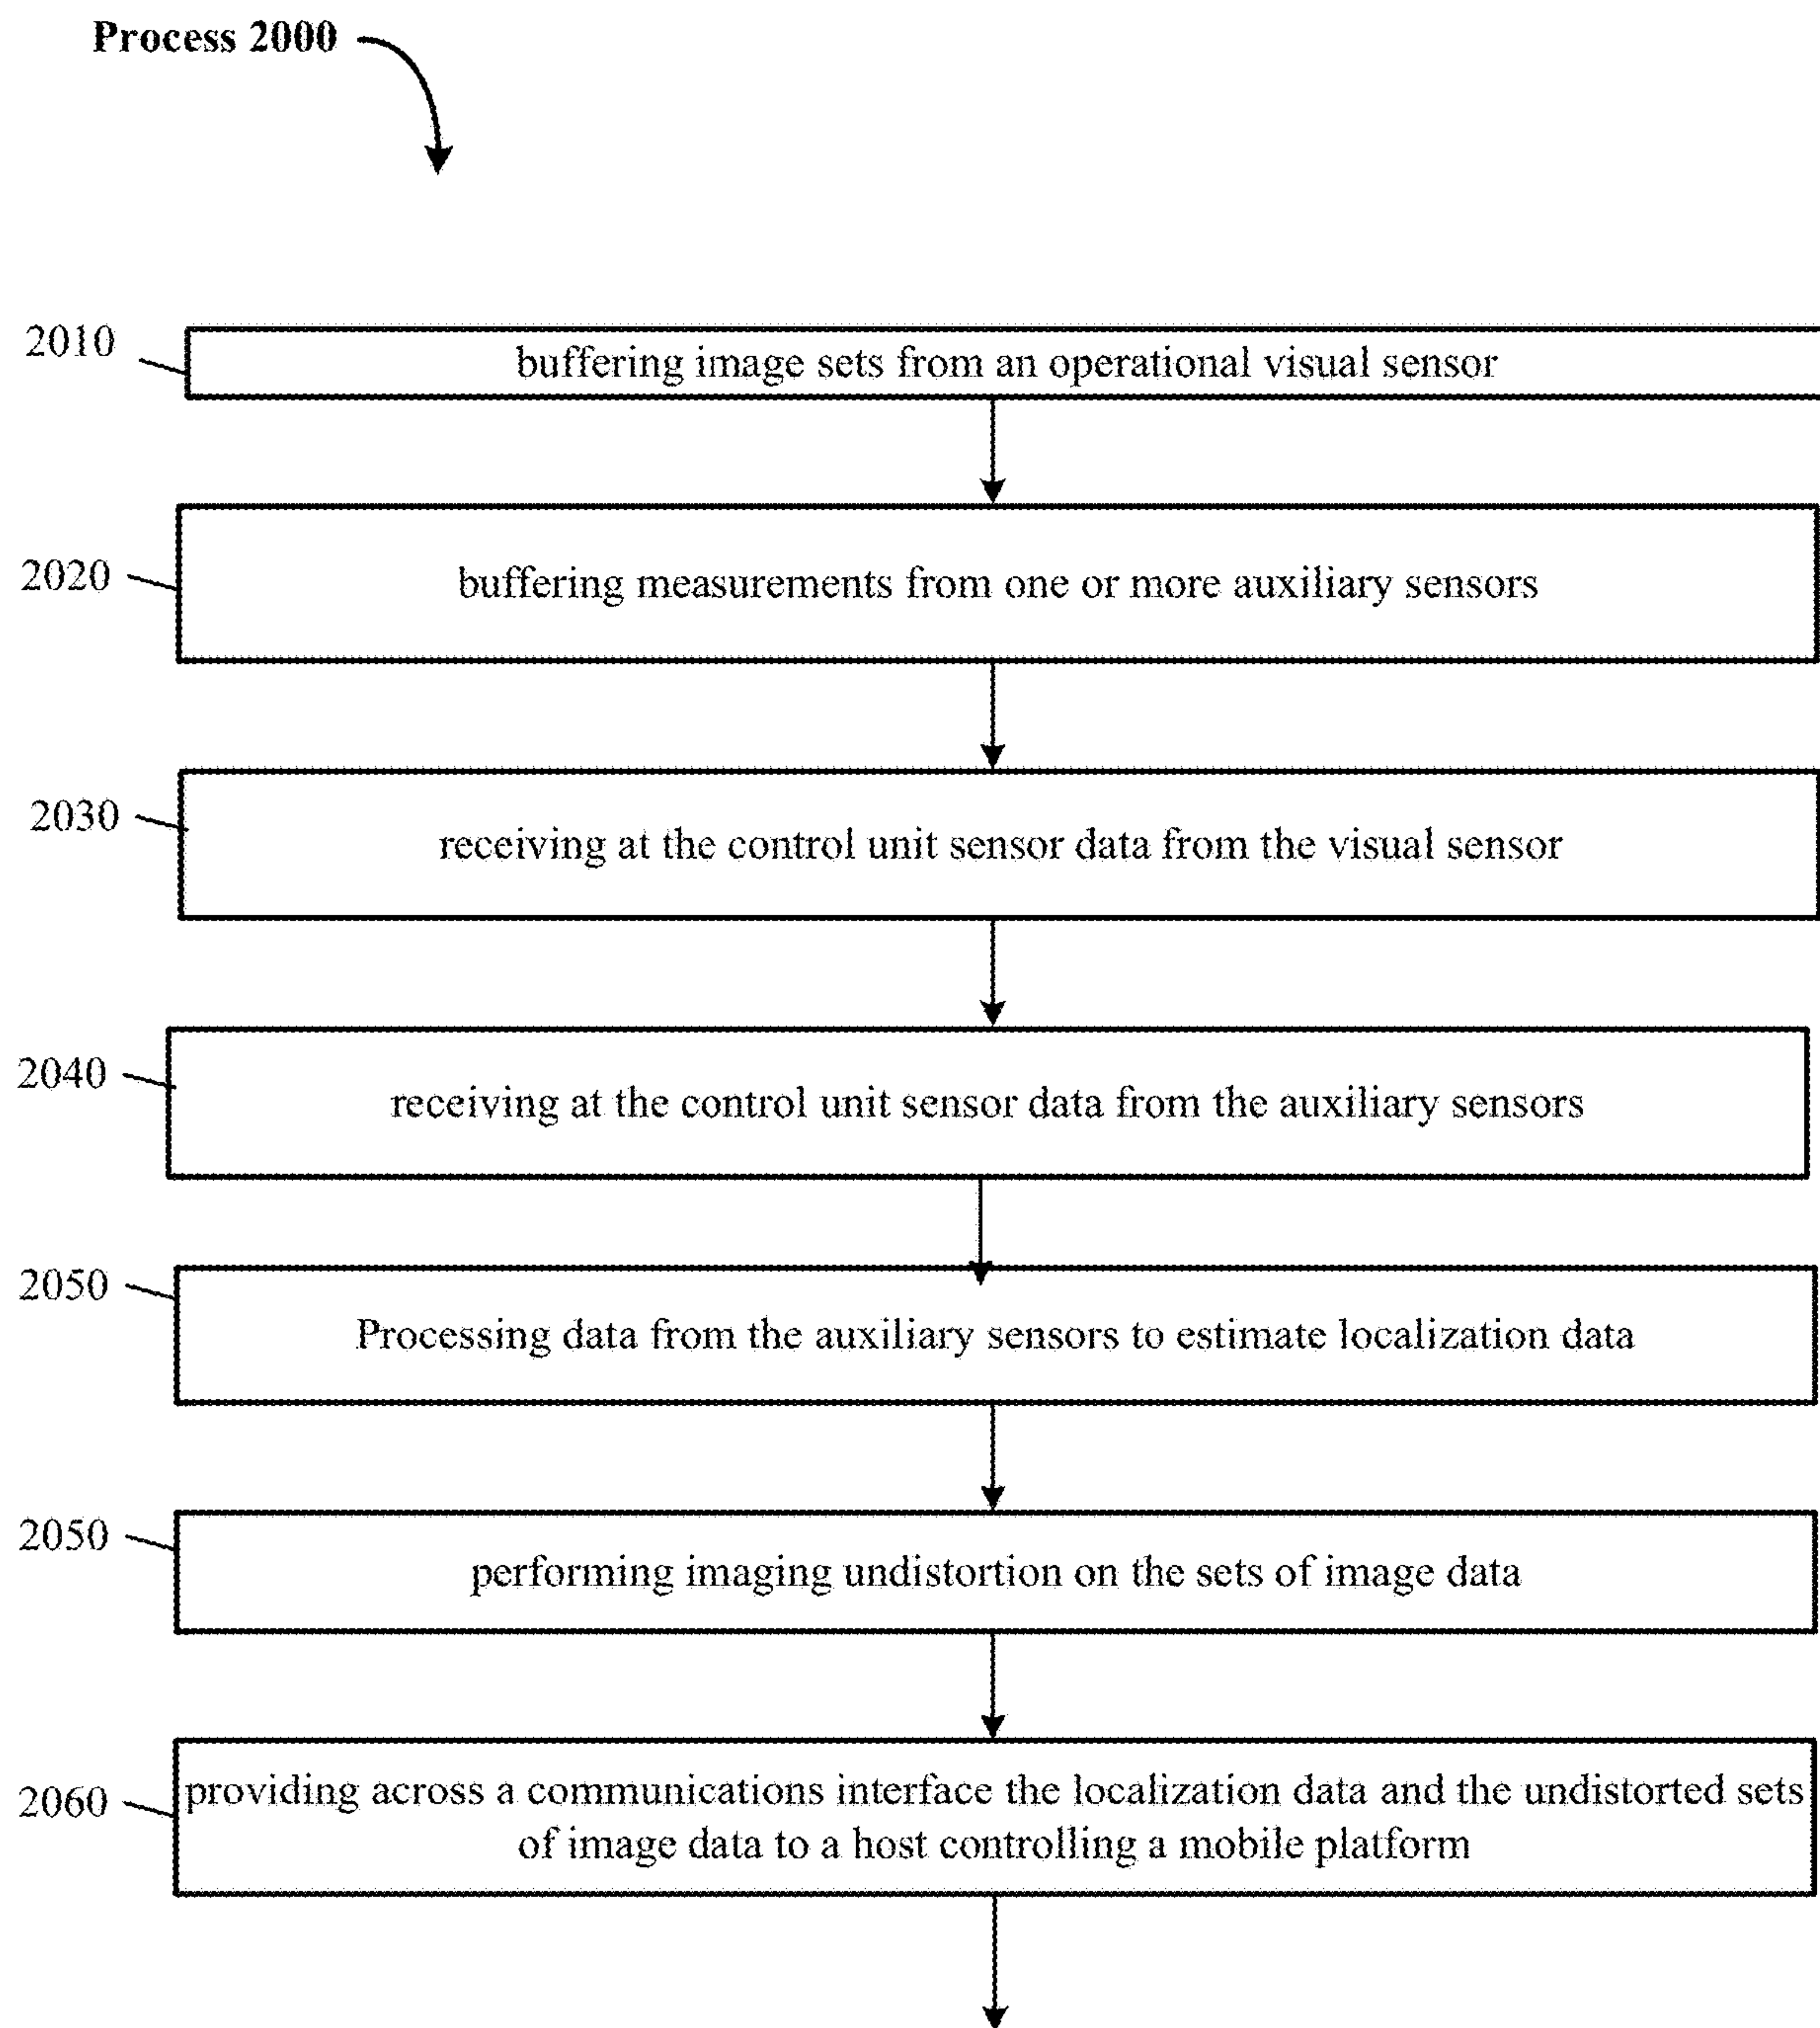 Process 2000
2010
buffering image sets from an operational visual sensor
2020
buffering measurements from one or more auxiliary sensors
2030
receiving at the control unit sensor data from the visual sensor
2040
receiving at the control unit sensor data from the auxiliary sensors
2050
Processing data from the auxiliary sensors to estimate localization data
2050
performing imaging undistortion on the sets of image data
2060
providing across a communications interface the localization data and the undistorted sets
of image data to a host controlling a mobile platform